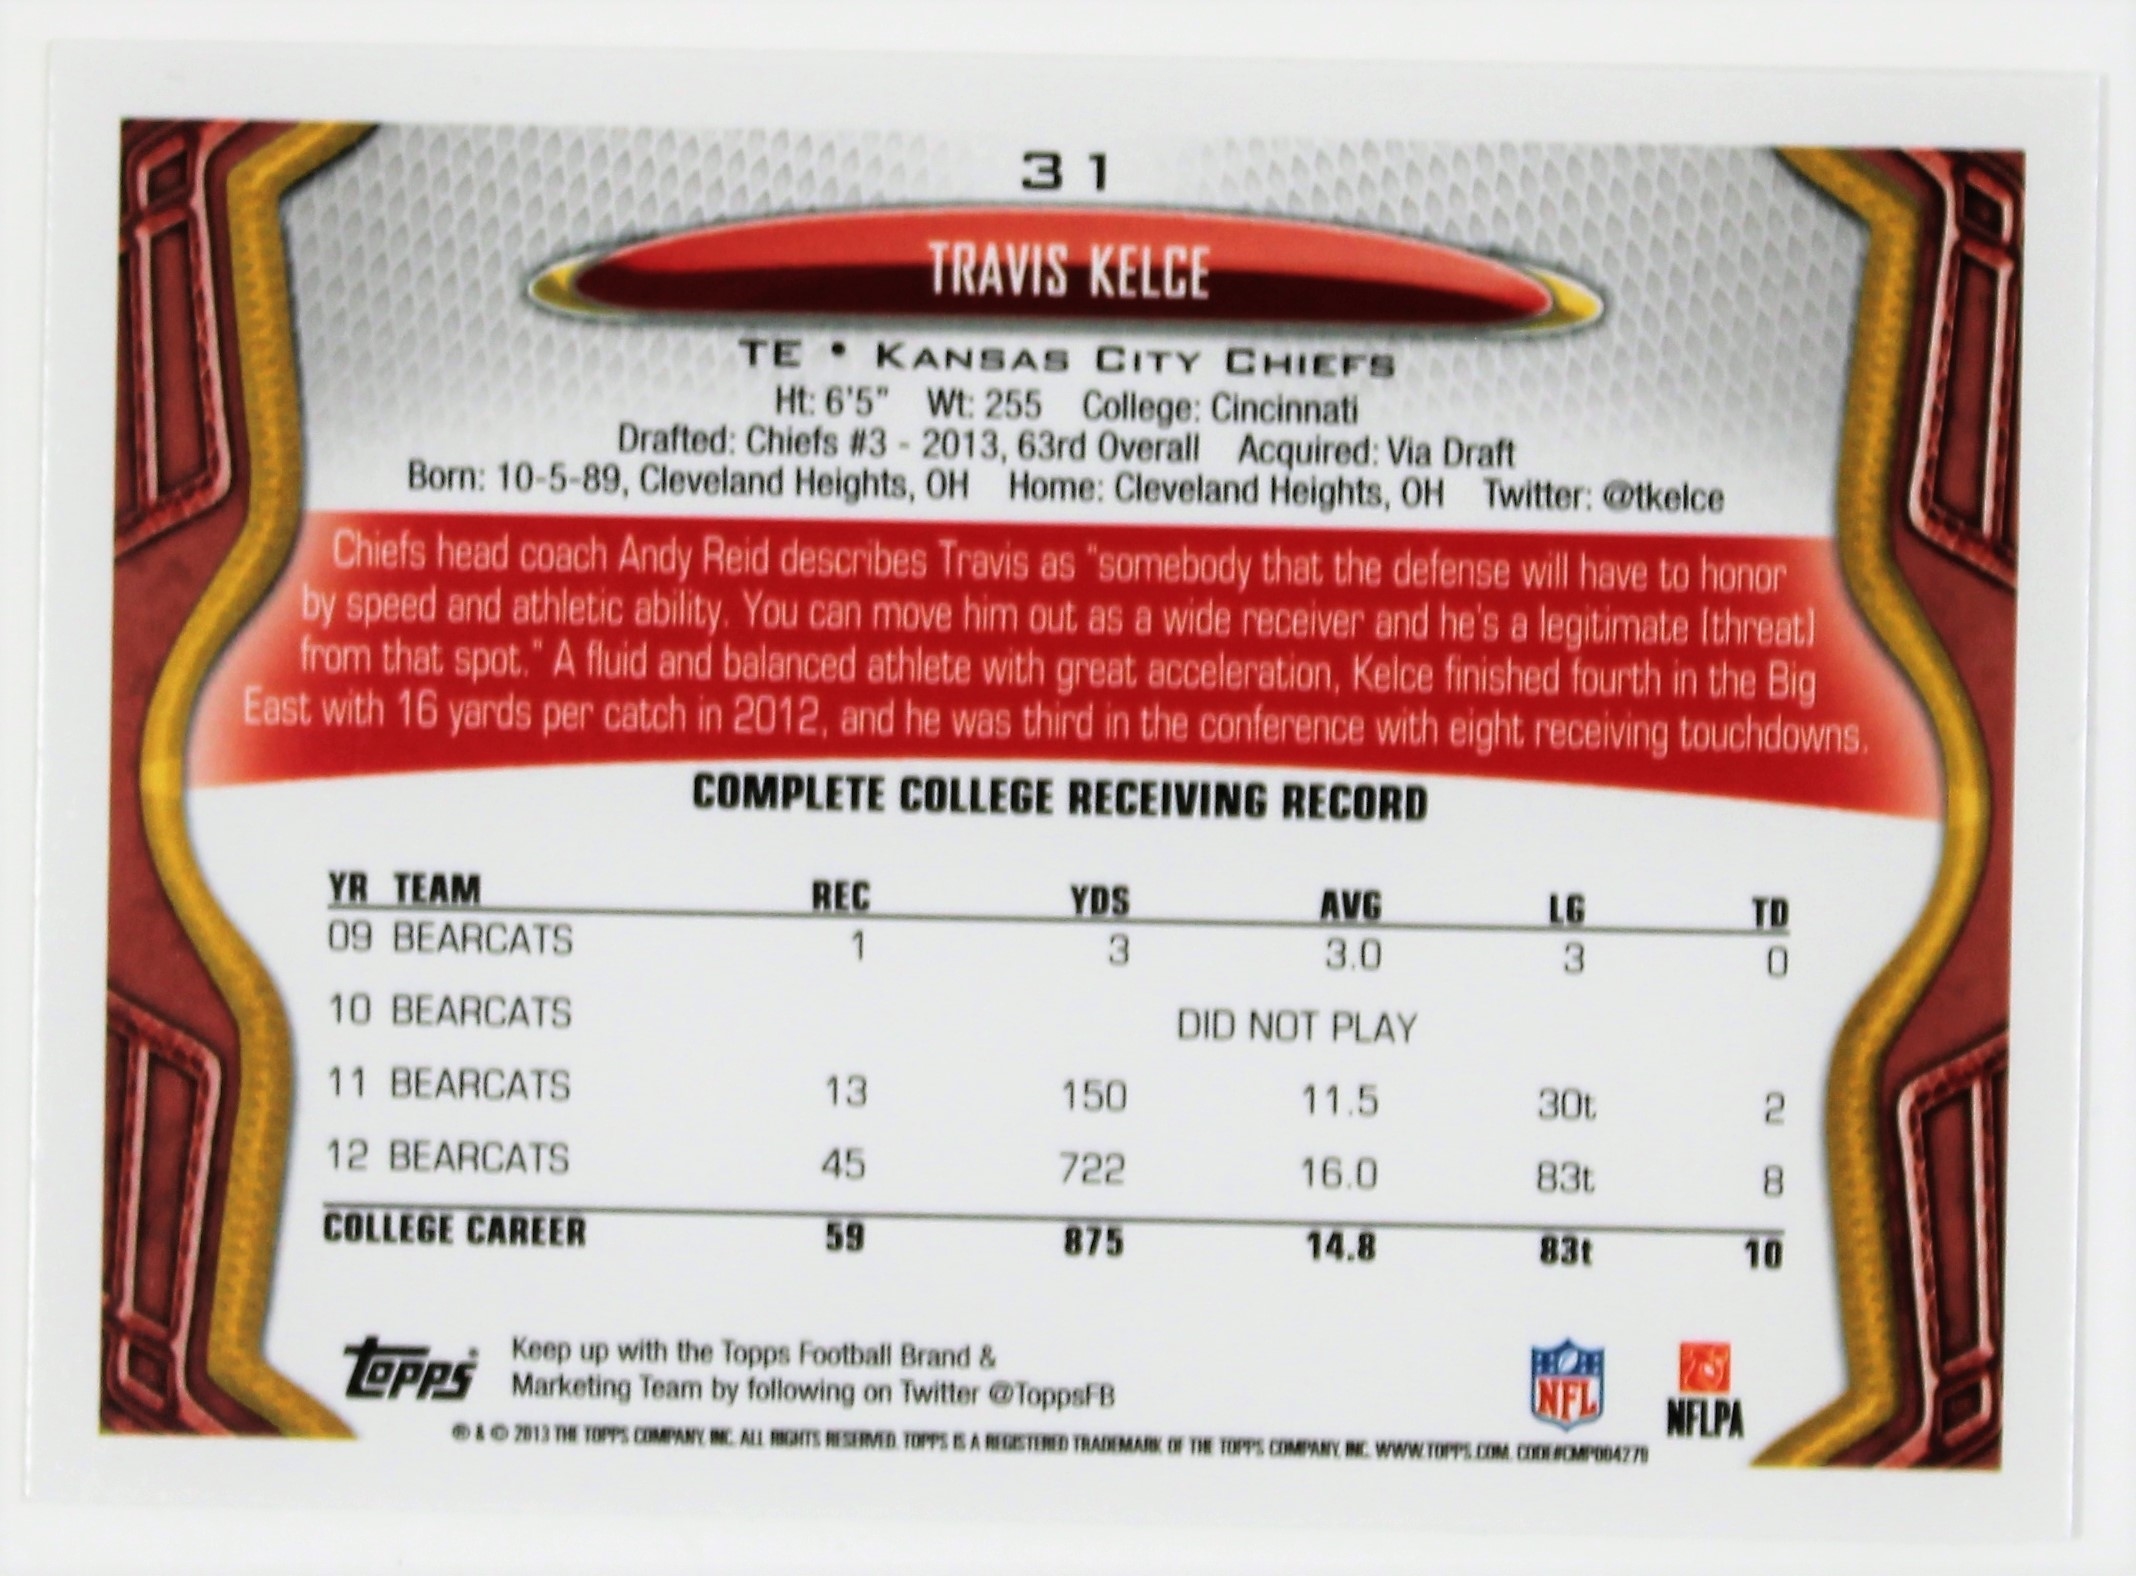 31
TRAVIS KELCE
TE • KANSAS CITY CHIEFS
Ht: 6'5" Wt: 255 College: Cincinnati
Drafted: Chiefs #3 - 2013, 63rd Overall Acquired: Via Draft
Born: 10-5-89, Cleveland Heights, OH Home: Cleveland Heights, OH Twitter: @tkelce
Chiefs head coach Andy Reid describes Travis as "somebody that the defense will have to honor
by speed and athletic ability. You can move him out as a wide receiver and he's a legitimate [threat]
from that spot." A fluid and balanced athlete with great acceleration, Kelce finished fourth in the Big
East with 16 yards per catch in 2012, and he was third in the conference with eight receiving touchdowns.
COMPLETE COLLEGE RECEIVING RECORD
YR TEAM REC YDS AVG LG TD
09 BEARCATS 1 3 3.0 3 0
10 BEARCATS DID NOT PLAY
11 BEARCATS 13 150 11.5 30t 2
12 BEARCATS 45 722 16.0 83t 8
COLLEGE CAREER 59 875 14.8 83t 10
Topps
Keep up with the Topps Football Brand &
Marketing Team by following on Twitter @ToppsFB
NFL
NFLPA
® & © 2013 THE TOPPS COMPANY, INC. ALL RIGHTS RESERVED. TOPPS IS A REGISTERED TRADEMARK OF THE TOPPS COMPANY, INC. WWW.TOPPS.COM. CODE#CMP004270